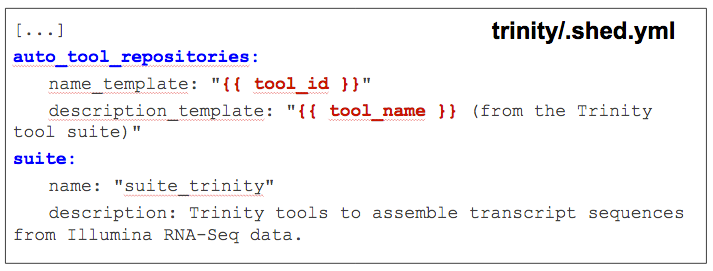 [...]
trinity/.shed.yml
auto_tool_repositories:
name_template: "{{ tool_id }}"
description_template: "{{ tool_name }} (from the Trinity
tool suite)"
suite:
name: "suite_trinity"
description: Trinity tools to assemble transcript sequences
from Illumina RNA-Seq data.